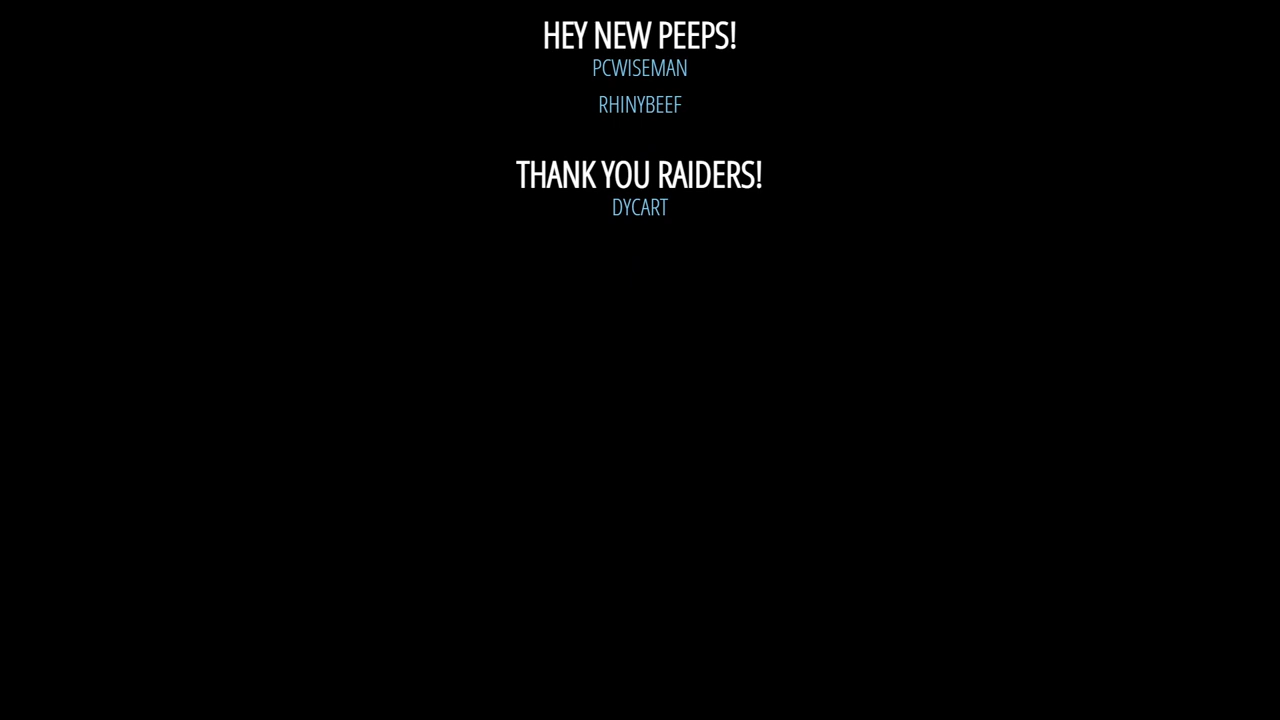 HEY NEW PEEPS!
PCWISEMAN
RHINYBEEF
THANK YOU RAIDERS!
DYCART